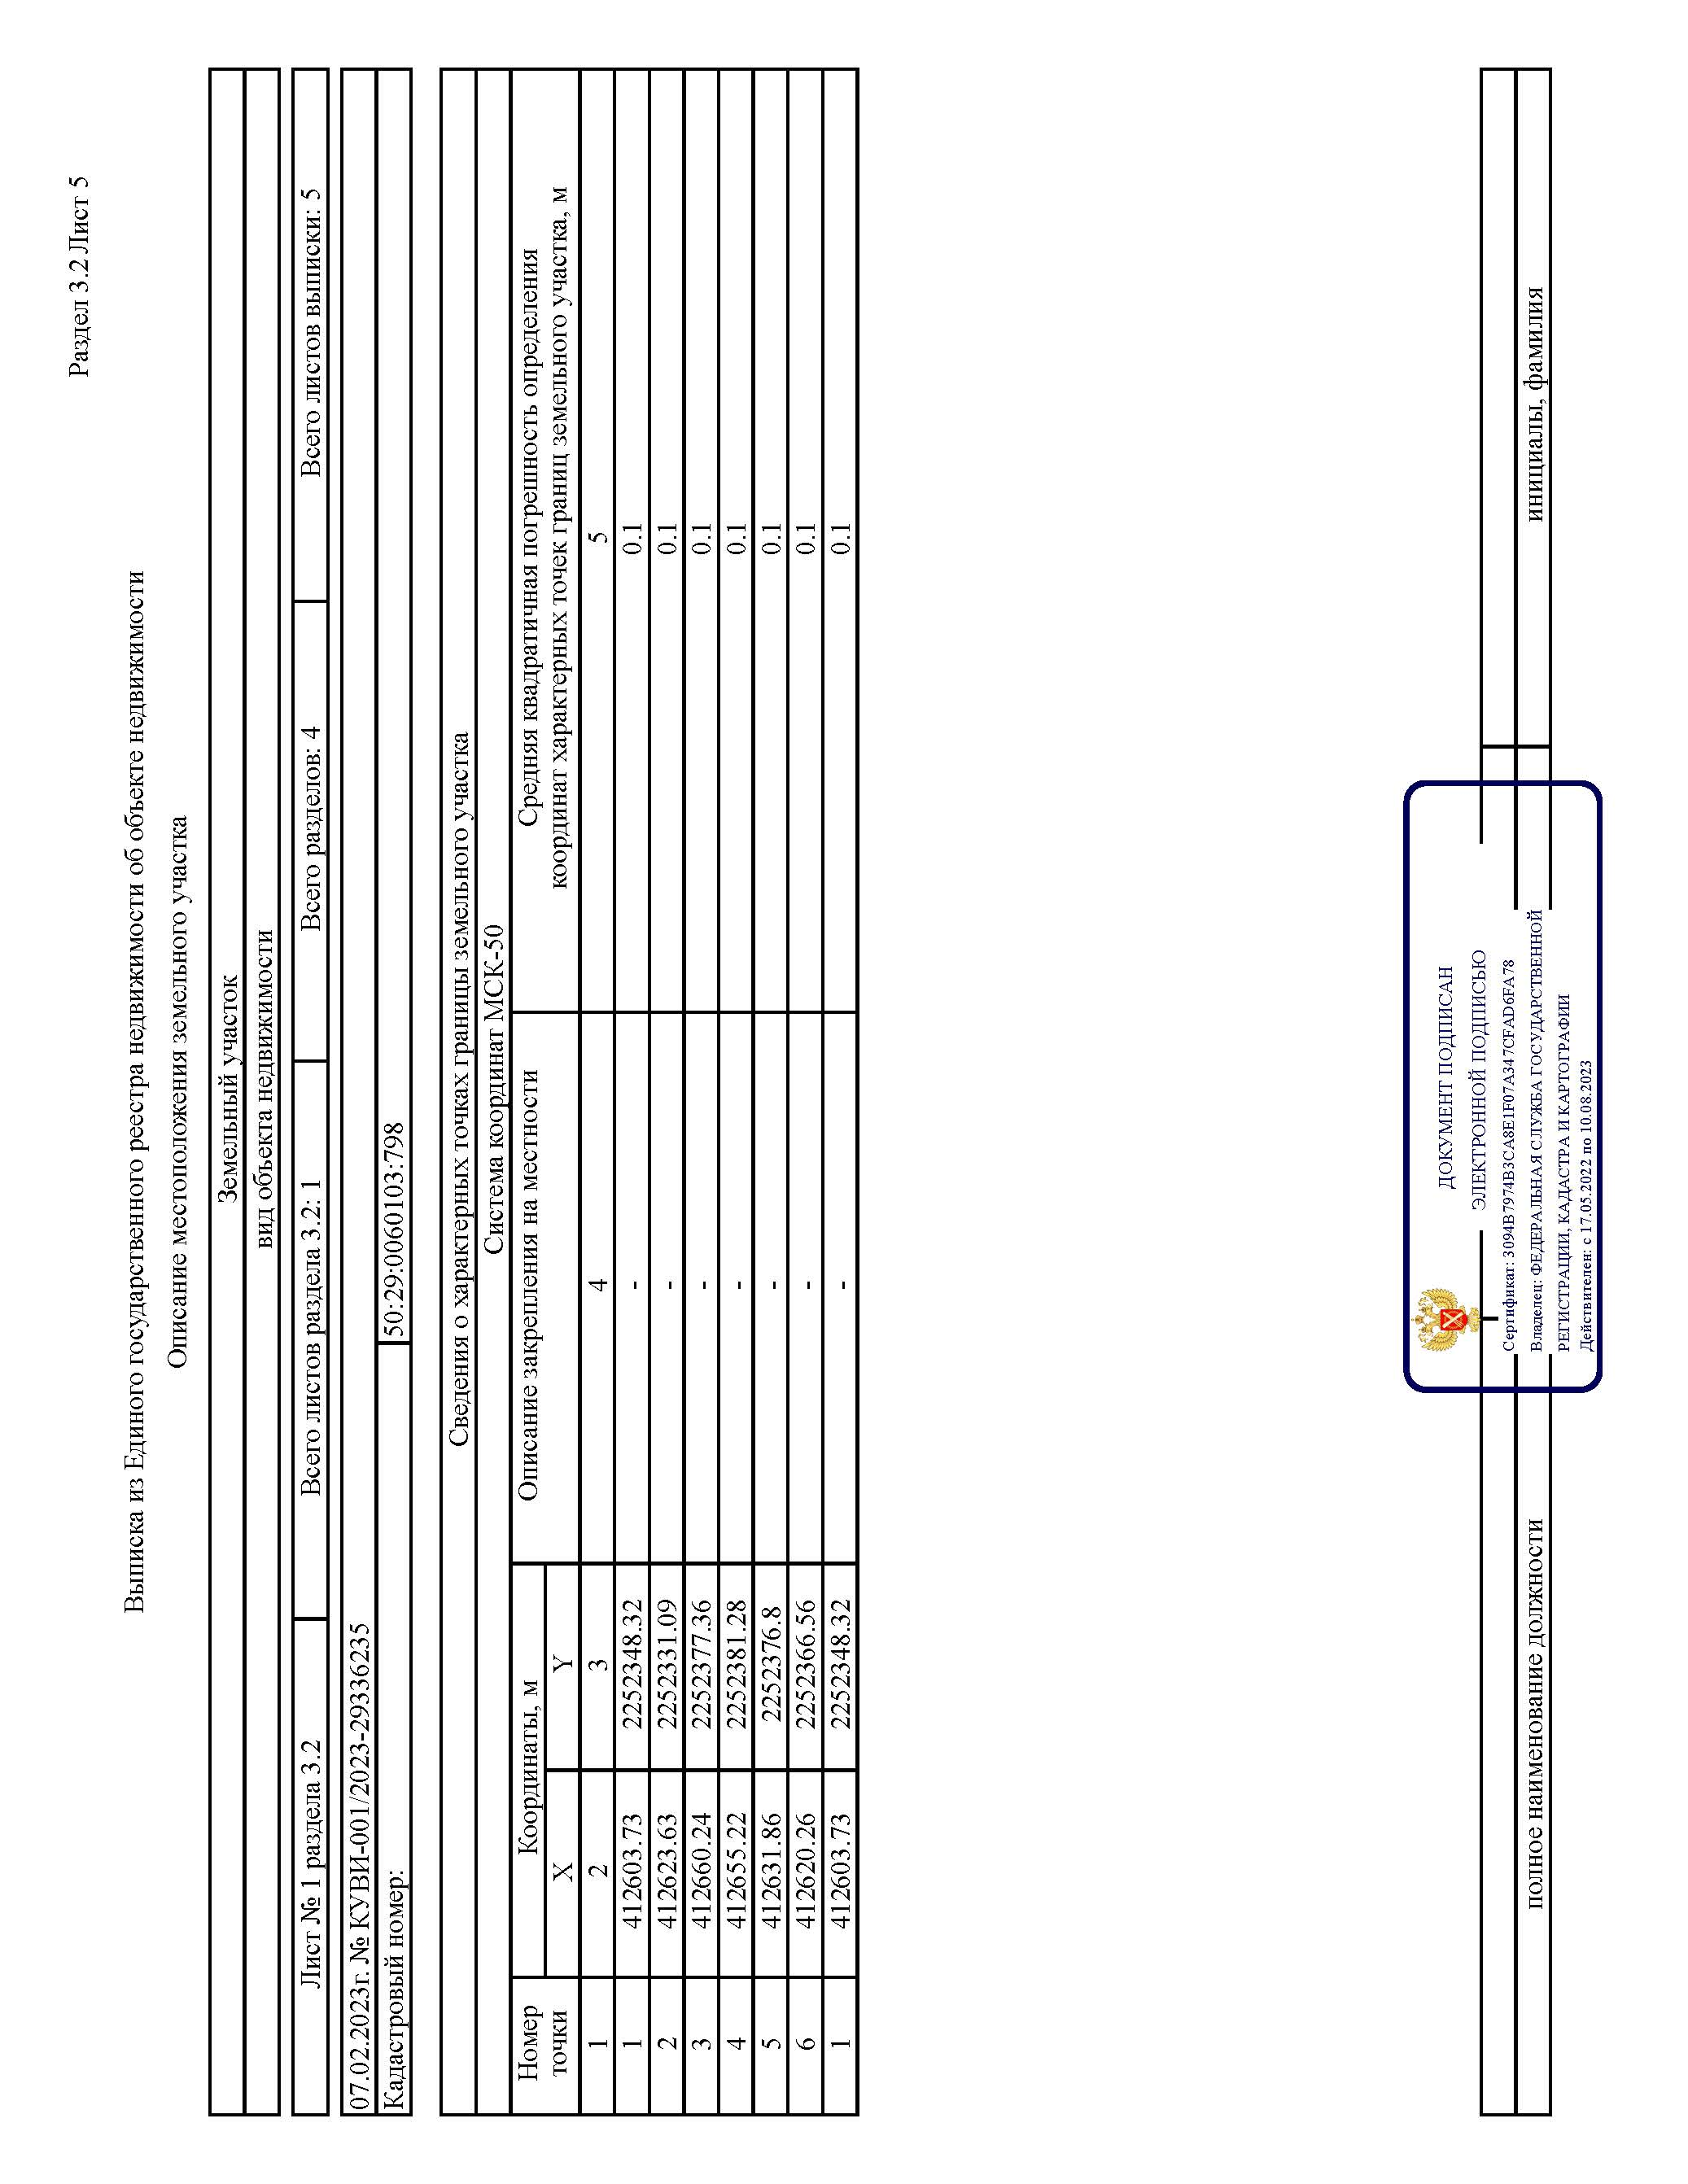 Раздел 3.2 Лист 5
Выписка из Единого государственного реестра недвижимости об объекте недвижимости
Описание местоположения земельного участка
Земельный участок
вид объекта недвижимости
Лист № 1 раздела 3.2 Всего листов раздела 3.2: 1 Всего разделов: 4 Всего листов выписки: 5
07.02.2023г. № КУВИ-001/2023-29336235
Кадастровый номер: 50:29:0060103:798
Сведения о характерных точках границы земельного участка
Система координат МСК-50
Номер точки Координаты, м Описание закрепления на местности Средняя квадратичная погрешность определения
координат характерных точек границ земельного участка, м
X Y
1 2 3 4 5
1 412603.73 2252348.32 - 0.1
2 412623.63 2252331.09 - 0.1
3 412660.24 2252377.36 - 0.1
4 412655.22 2252381.28 - 0.1
5 412631.86 2252376.8 - 0.1
6 412620.26 2252366.56 - 0.1
1 412603.73 2252348.32 - 0.1
ДОКУМЕНТ ПОДПИСАН
ЭЛЕКТРОННОЙ ПОДПИСЬЮ
Сертификат: 3094B7974B3CA8E1F07A347CFAD6FA78
Владелец: ФЕДЕРАЛЬНАЯ СЛУЖБА ГОСУДАРСТВЕННОЙ
РЕГИСТРАЦИИ, КАДАСТРА И КАРТОГРАФИИ
Действителен: с 17.05.2022 по 10.08.2023
полное наименование должности инициалы, фамилия